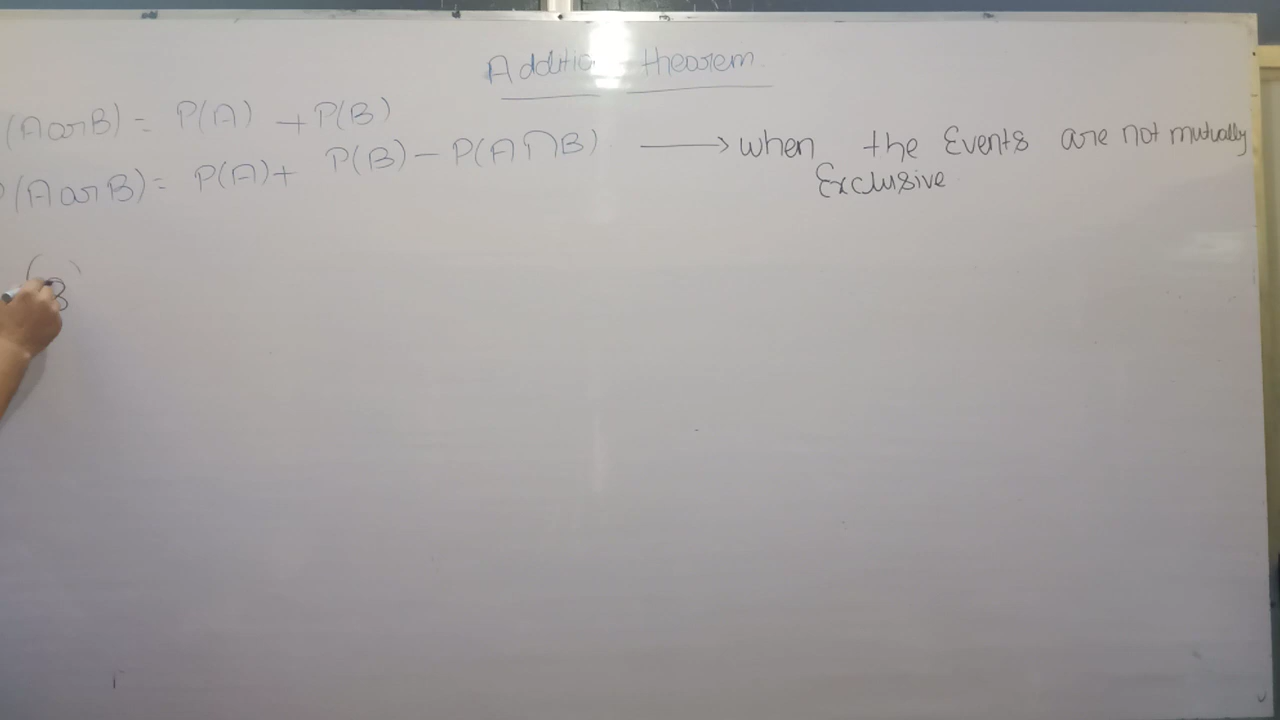 Addition theorem
(A or B) = P(A) + P(B)
P(A or B) = P(A) + P(B) - P(A∩B) → when the Events are not mutually
Exclusive
B